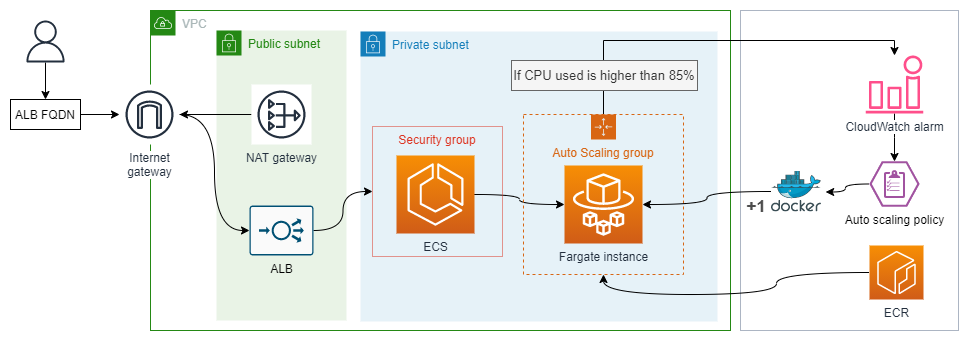 VPC
Public subnet
Private subnet
If CPU used is higher than 85%
ALB FQDN
CloudWatch alarm
Security group
Internet
gateway
NAT gateway
Auto Scaling group
+1 docker
Auto scaling policy
ECS
Fargate instance
ALB
ECR